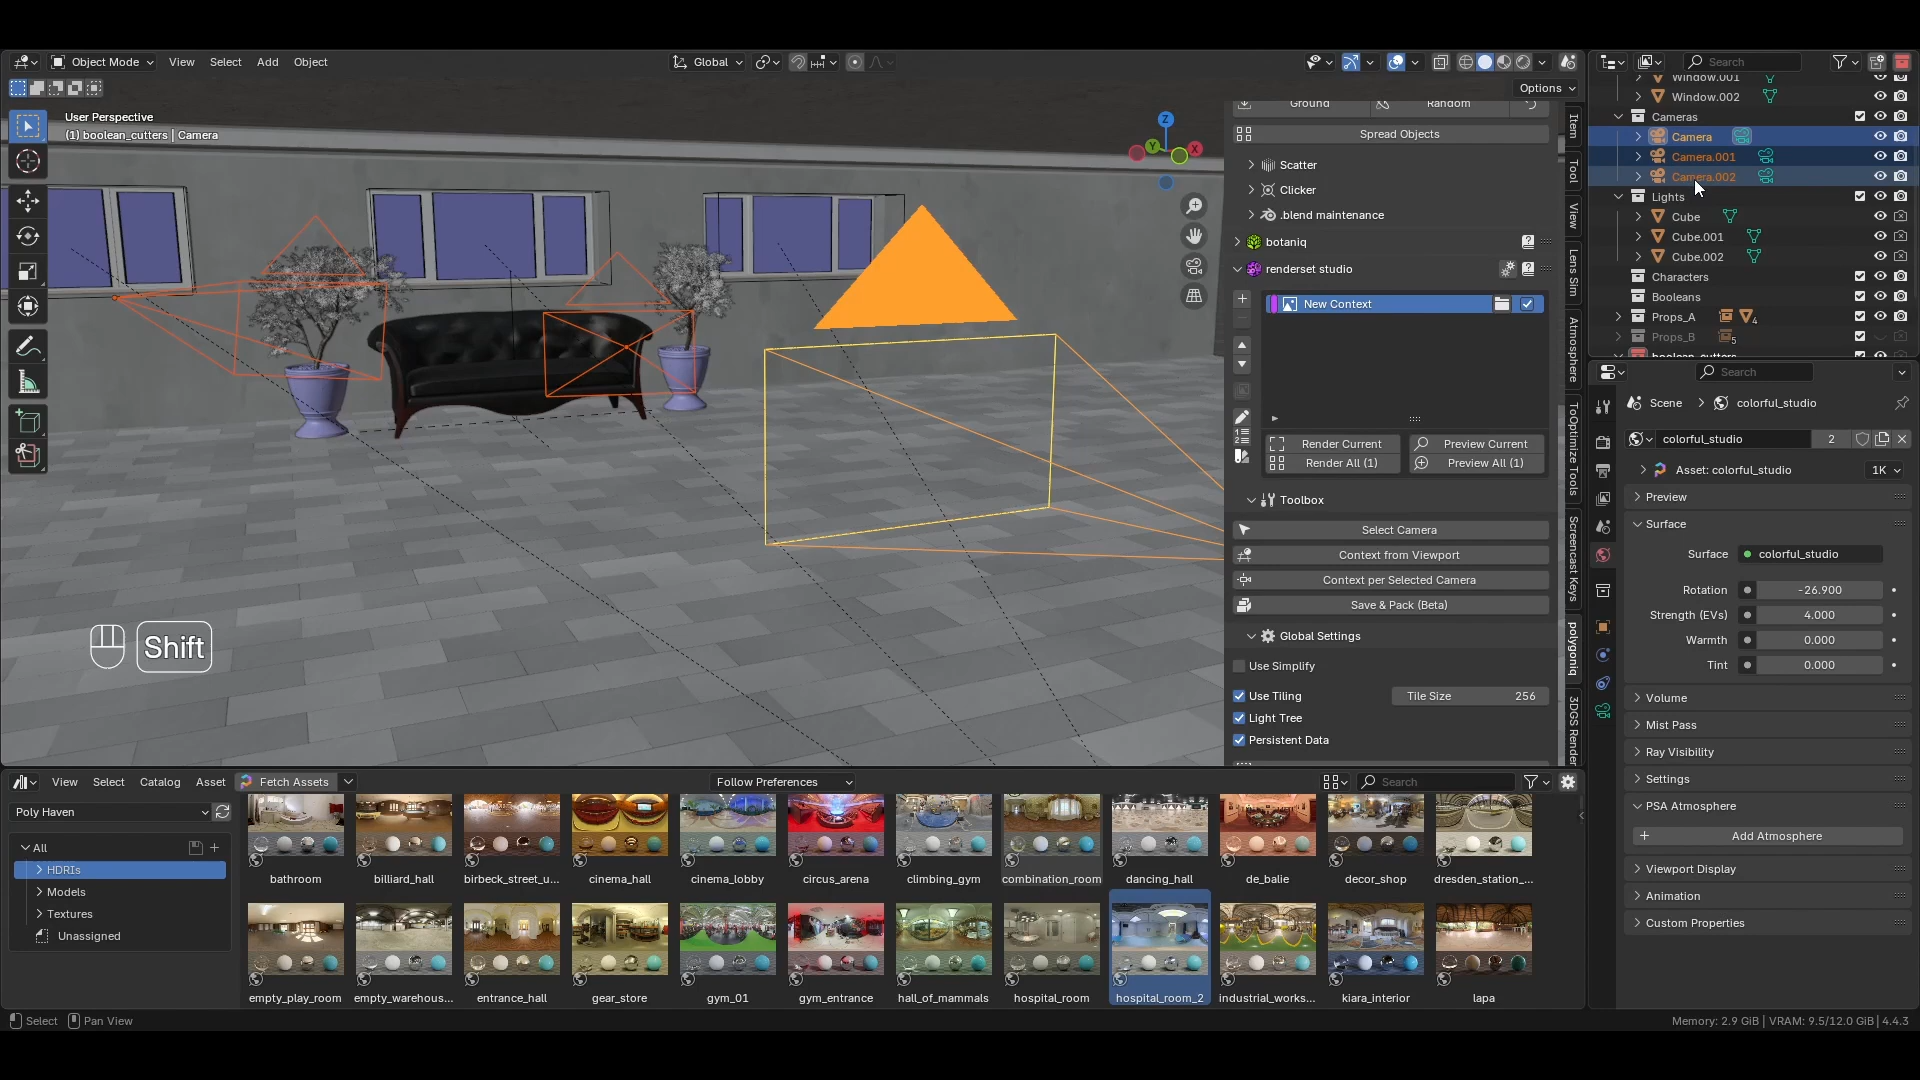 Object Mode
View
Select
Add
Object
Global
Search
Options
User Perspective
(1) boolean_cutters | Camera
Z
Y
X
Shift
Ground
Random
Spread Objects
Scatter
Clicker
.blend maintenance
botaniq
renderset studio
New Context
Render Current
Preview Current
Render All (1)
Preview All (1)
Toolbox
Select Camera
Context from Viewport
Context per Selected Camera
Save & Pack (Beta)
Global Settings
Use Simplify
Use Tiling
Tile Size
256
Light Tree
Persistent Data
Item
Tool
View
Lens Sim
Atmosphere
ToOptimize Tools
Screencast Keys
polygoniq
3DGS Render
Window.001
Window.002
Cameras
Camera
Camera.001
Camera.002
Lights
Cube
Cube.001
Cube.002
Characters
Booleans
Props_A
4
Props_B
5
boolean_cutters
Search
Scene
colorful_studio
colorful_studio
2
Asset: colorful_studio
1K
Preview
Surface
Surface
colorful_studio
Rotation
-26.900
Strength (EVs)
4.000
Warmth
0.000
Tint
0.000
Volume
Mist Pass
Ray Visibility
Settings
PSA Atmosphere
Add Atmosphere
Viewport Display
Animation
Custom Properties
View
Select
Catalog
Asset
Fetch Assets
Follow Preferences
Search
Poly Haven
All
HDRIs
Models
Textures
Unassigned
bathroom
billiard_hall
birbeck_street_u...
cinema_hall
cinema_lobby
circus_arena
climbing_gym
combination_room
dancing_hall
de_balie
decor_shop
dresden_station_...
empty_play_room
empty_warehous...
entrance_hall
gear_store
gym_01
gym_entrance
hall_of_mammals
hospital_room
hospital_room_2
industrial_works...
kiara_interior
lapa
Select
Pan View
Memory: 2.9 GiB | VRAM: 9.5/12.0 GiB | 4.4.3